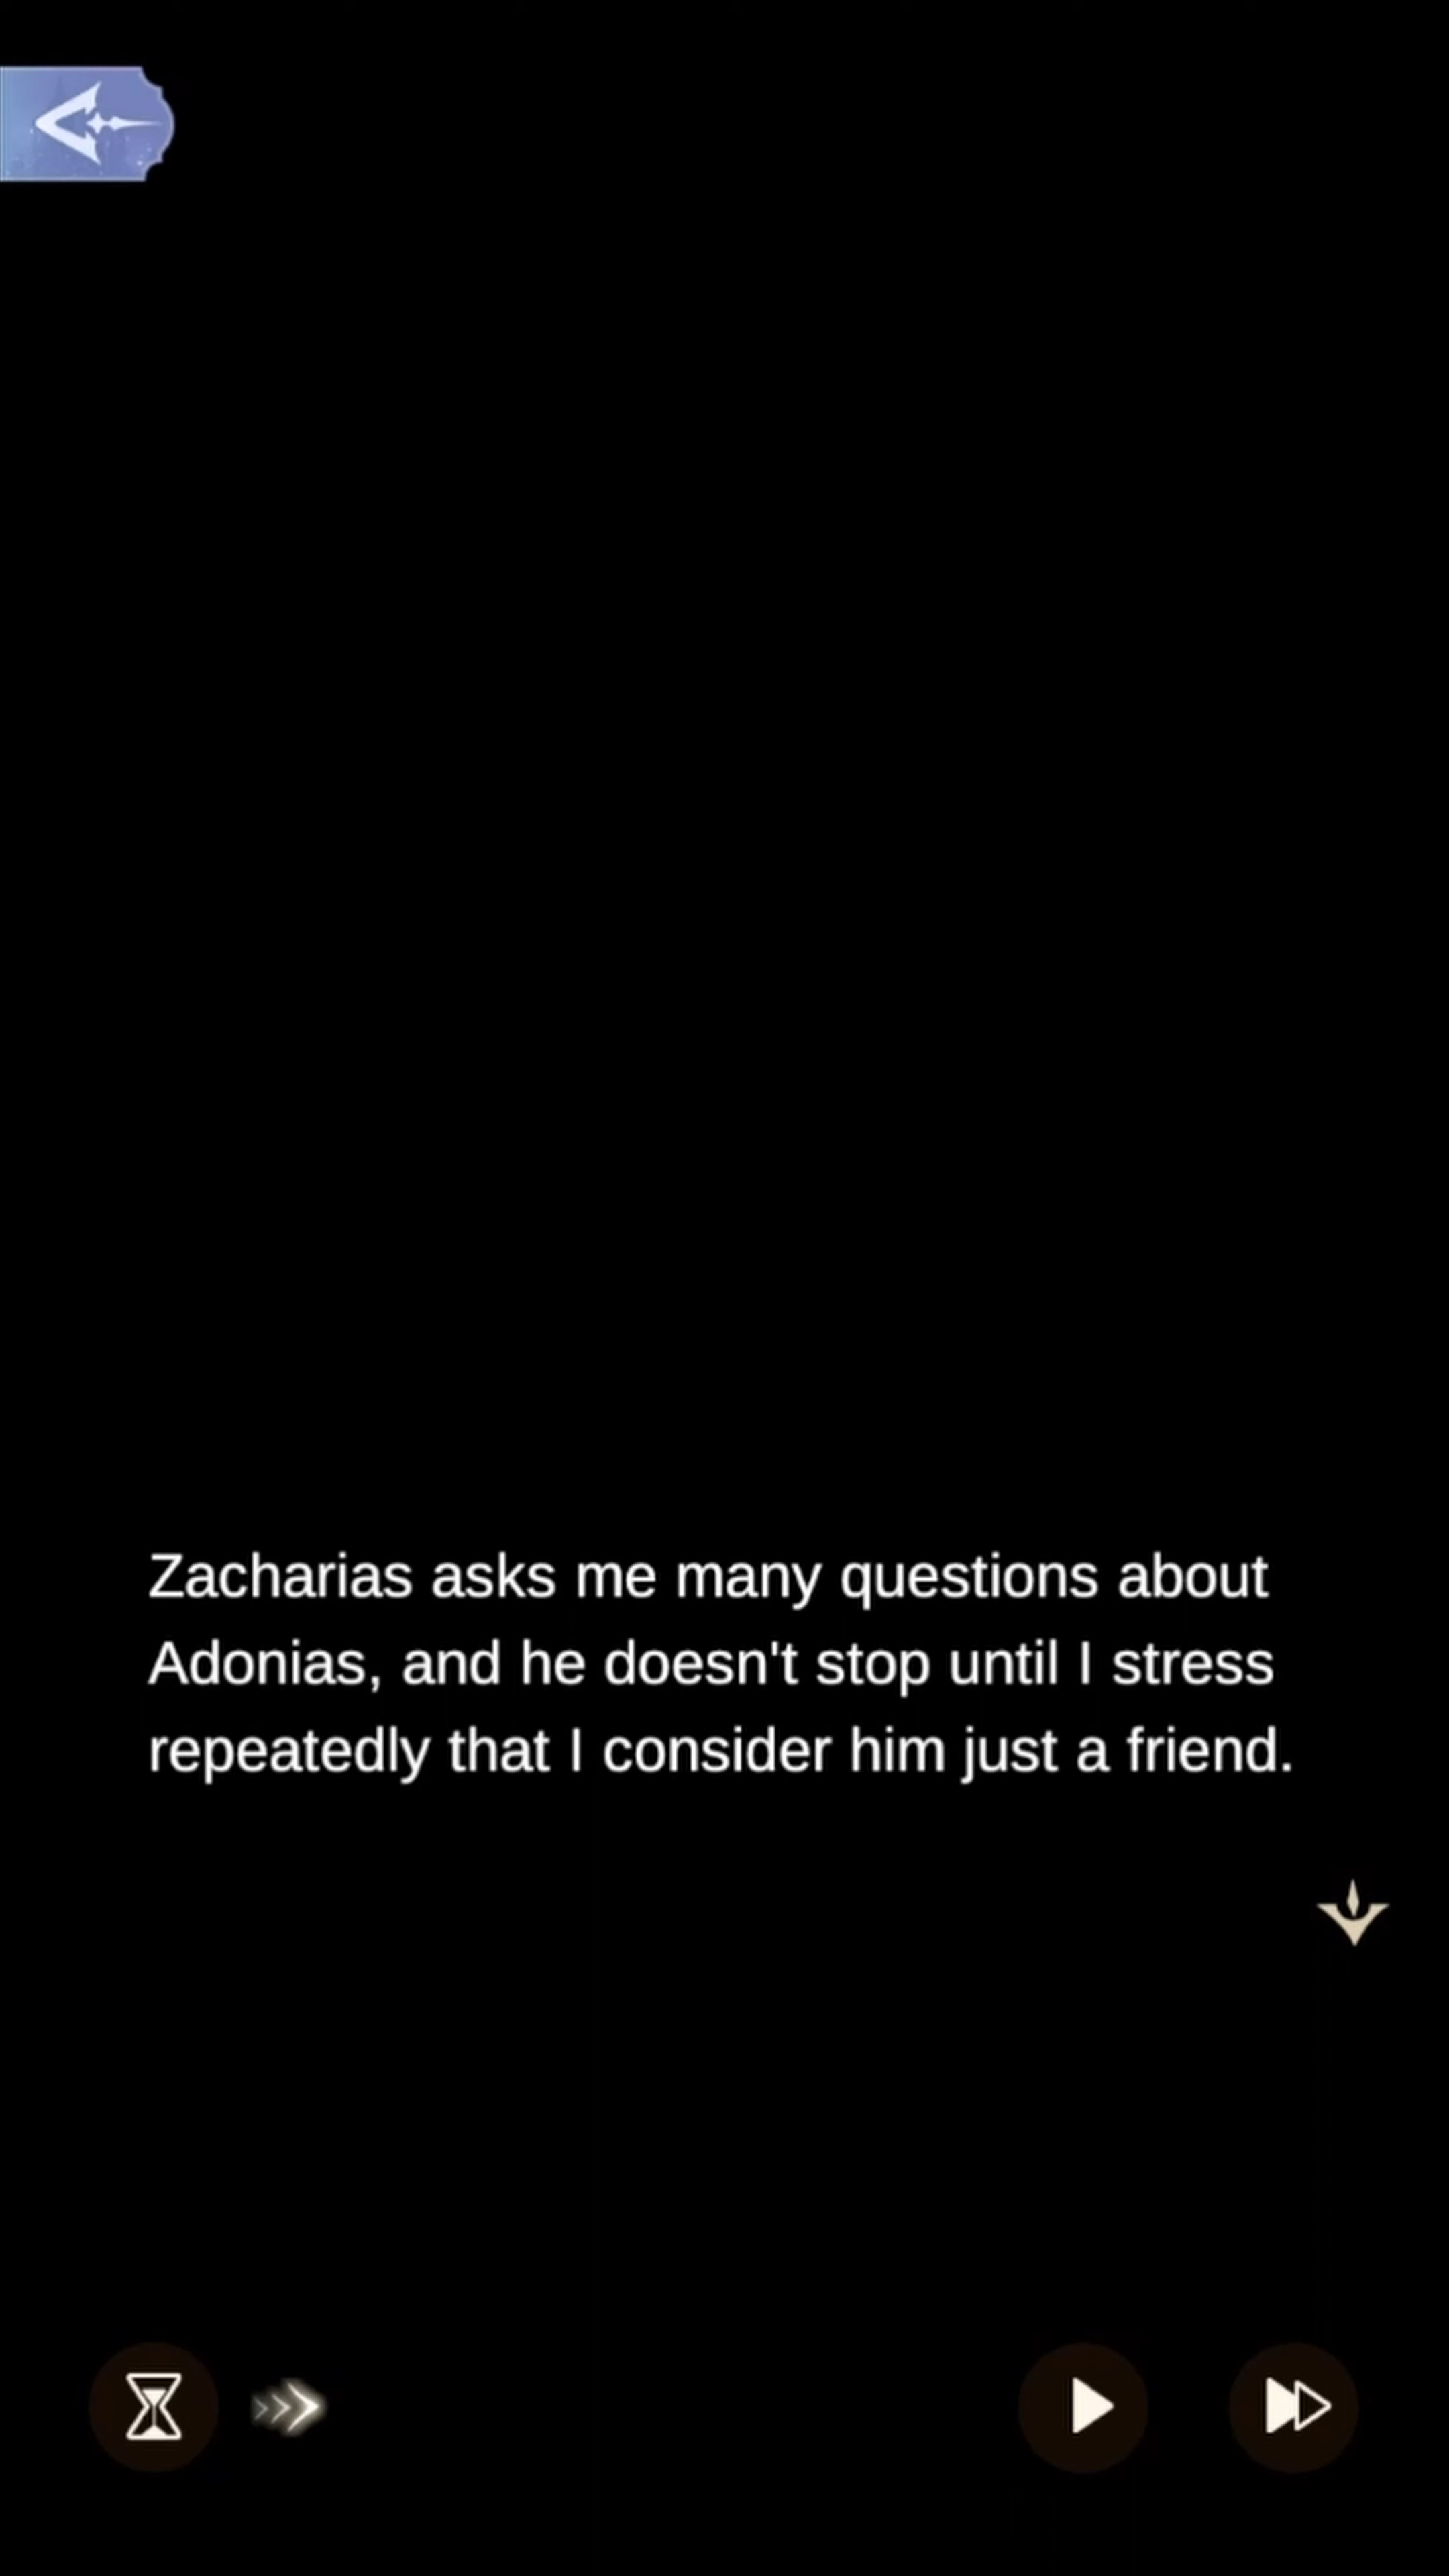 Zacharias asks me many questions about
Adonias, and he doesn't stop until I stress
repeatedly that I consider him just a friend.